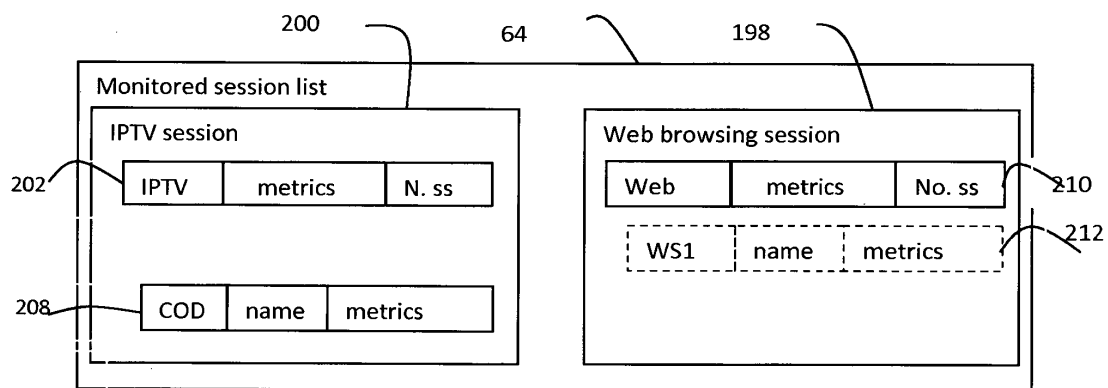 200
64
198
Monitored session list
IPTV session
202
IPTV metrics N. ss
208
COD name metrics
Web browsing session
Web metrics No. ss
210
WS1 name metrics
212